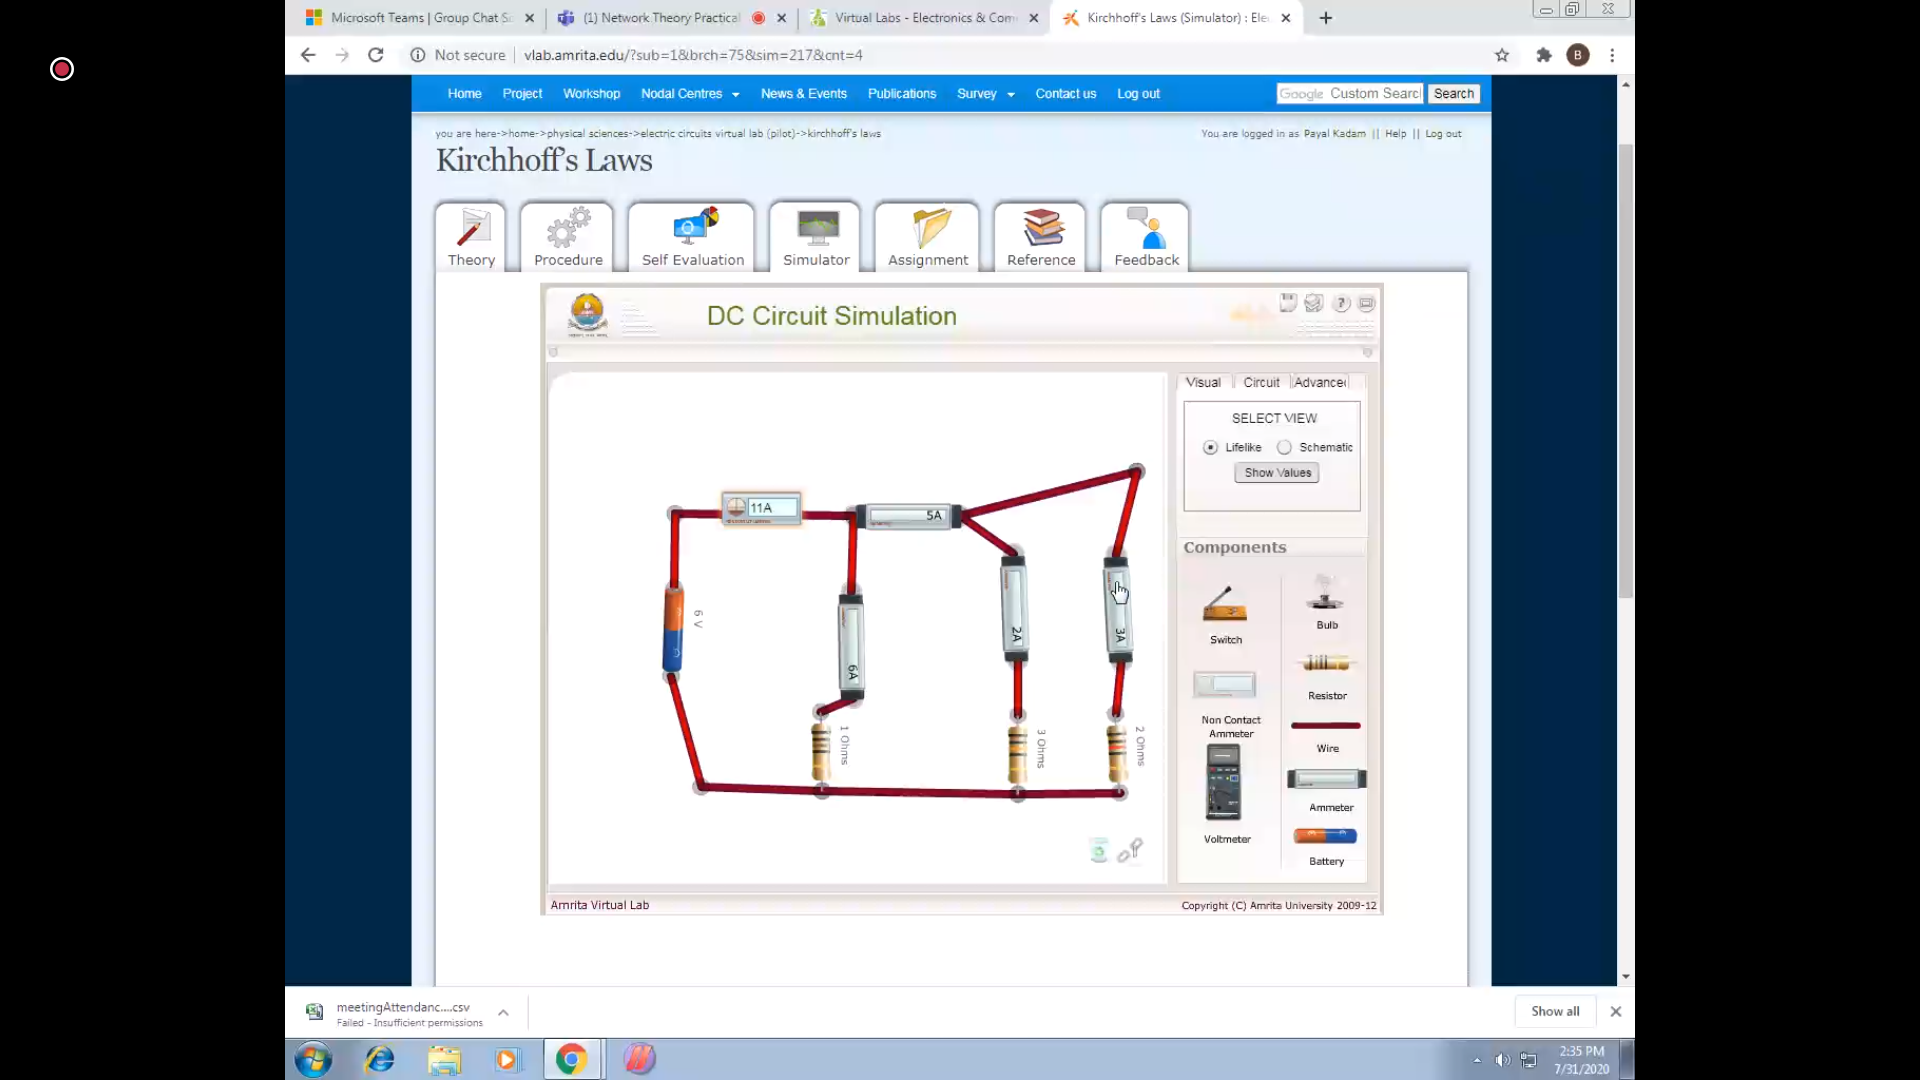 Microsoft Teams | Group Chat S
(1) Network Theory Practical
Virtual Labs - Electronics & Com
Kirchhoff's Laws (Simulator) : Ele
Not secure
vlab.amrita.edu/?sub=1&brch=75&sim=217&cnt=4
B
Home
Project
Workshop
Nodal Centres
News & Events
Publications
Survey
Contact us
Log out
Google Custom Searc
Search
you are here->home->physical sciences->electric circuits virtual lab (pilot)->kirchhoff's laws
You are logged in as Payal Kadam || Help || Log out
Kirchhoff's Laws
Theory
Procedure
Self Evaluation
Simulator
Assignment
Reference
Feedback
DC Circuit Simulation
?
Visual
Circuit
Advance
SELECT VIEW
Lifelike
Schematic
Show Values
11A
5A
6 V
6A
2A
3A
1 Ohms
3 Ohms
2 Ohms
Components
Switch
Bulb
Non Contact
Ammeter
Resistor
Wire
Voltmeter
Ammeter
Battery
Amrita Virtual Lab
Copyright (C) Amrita University 2009-12
meetingAttendanc....csv
Failed - Insufficient permissions
Show all
2:35 PM
7/31/2020